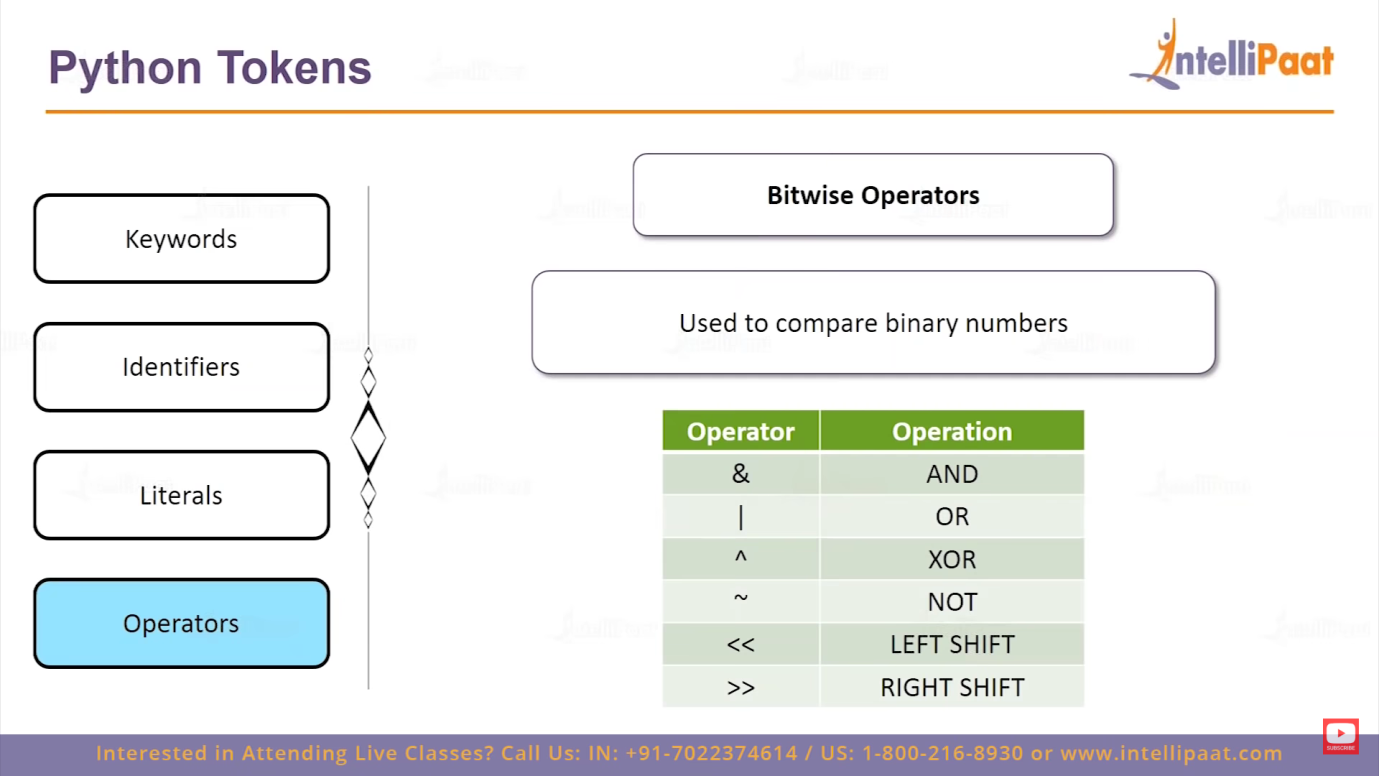 Python Tokens
IntelliPaat
Keywords
Identifiers
Literals
Operators
Bitwise Operators
Used to compare binary numbers
Operator Operation
& AND
| OR
^ XOR
~ NOT
<< LEFT SHIFT
>> RIGHT SHIFT
SUBSCRIBE
Interested in Attending Live Classes? Call Us: IN: +91-7022374614 / US: 1-800-216-8930 or www.intellipaat.com